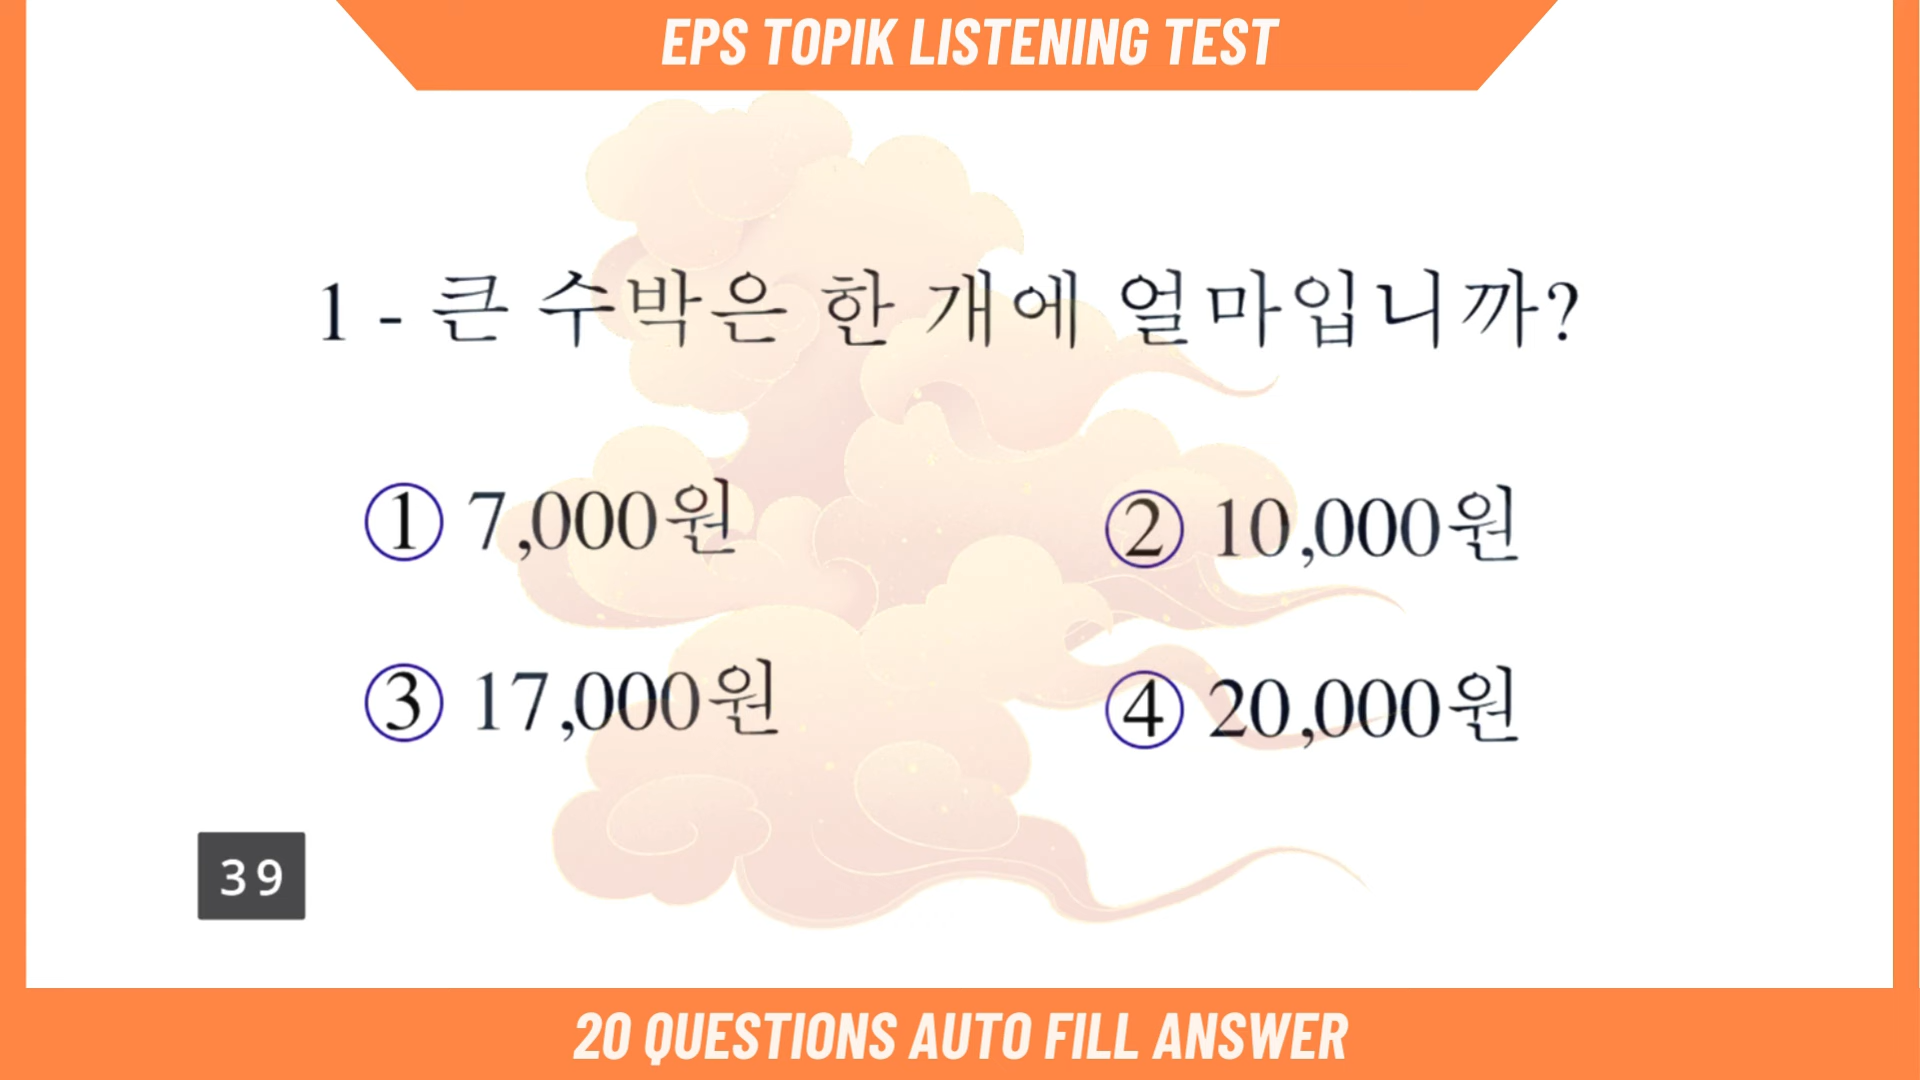 EPS TOPIK LISTENING TEST
1 - 큰 수박은 한 개에 얼마입니까?
① 7,000원 ② 10,000원
③ 17,000원 ④ 20,000원
39
20 QUESTIONS AUTO FILL ANSWER